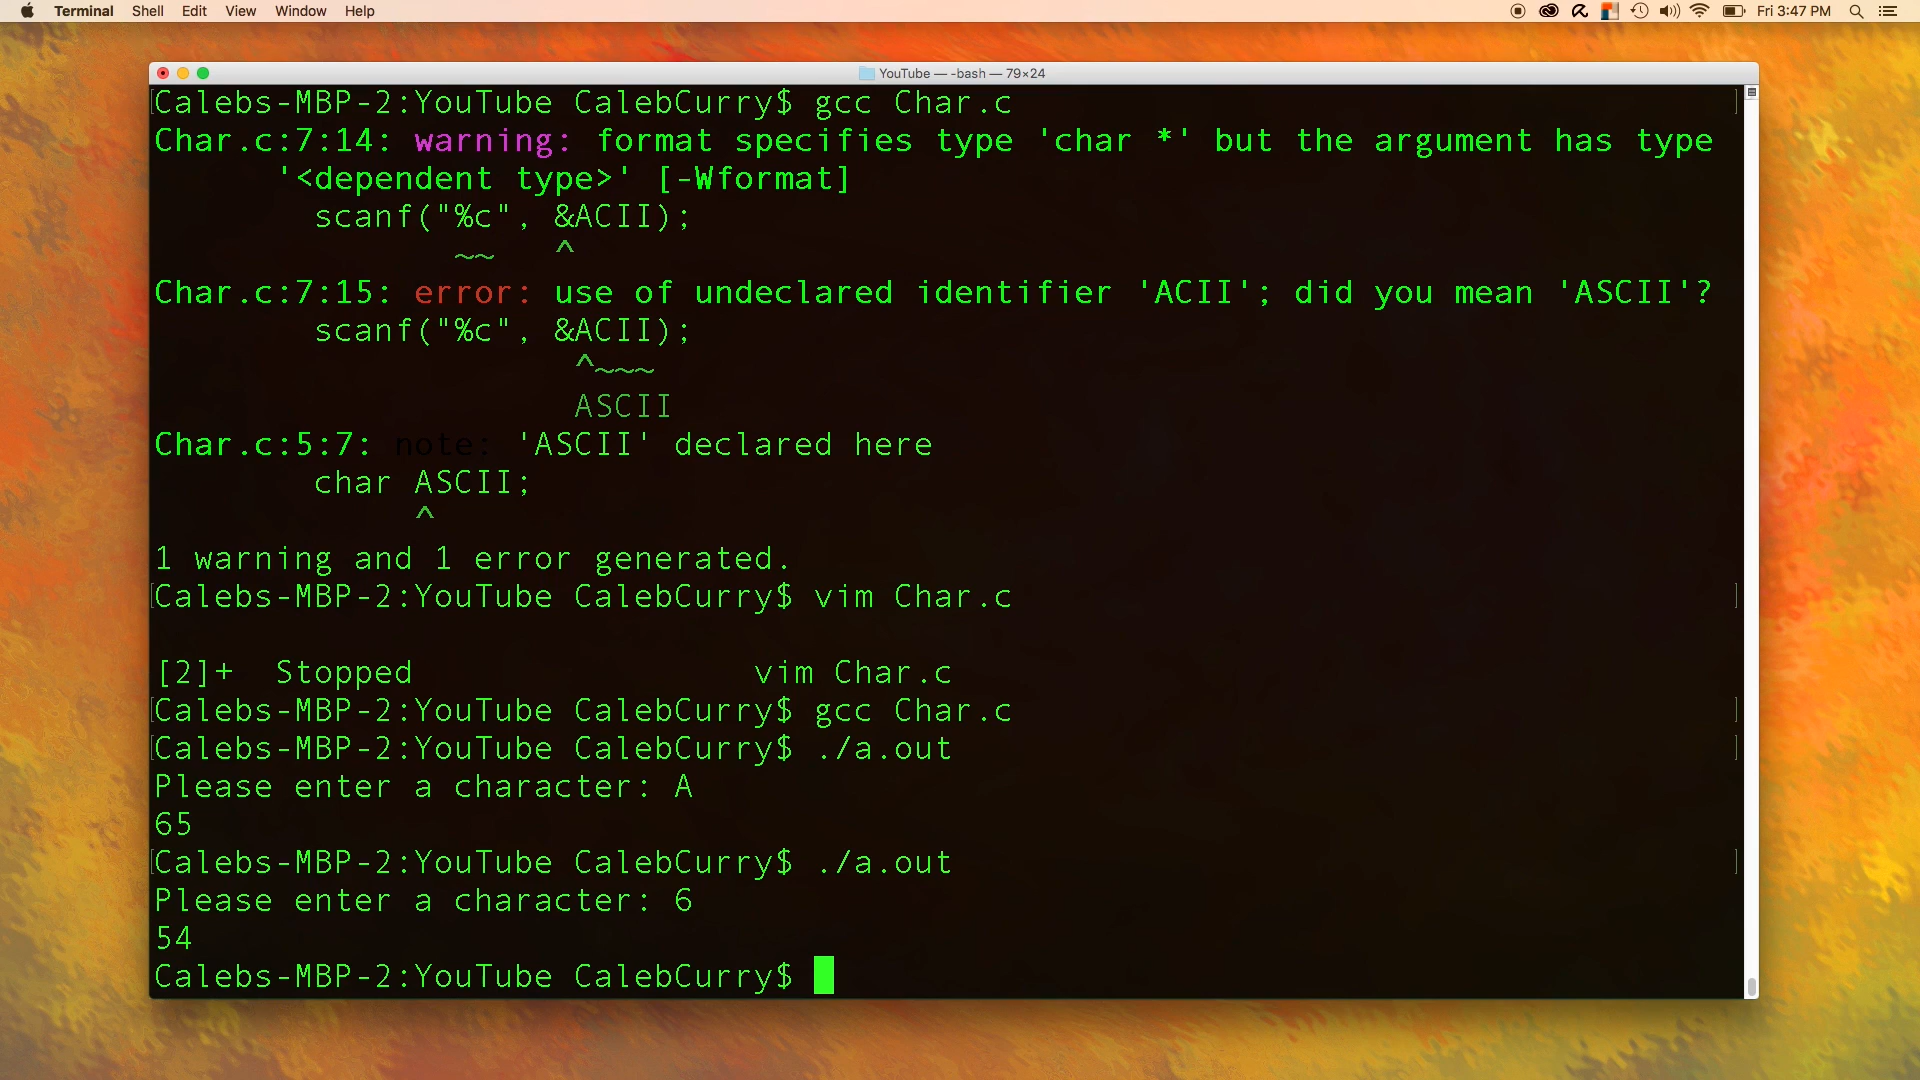 Terminal Shell Edit View Window Help Fri 3:47 PM
YouTube — -bash — 79×24
[Calebs-MBP-2:YouTube CalebCurry$ gcc Char.c ]
Char.c:7:14: warning: format specifies type 'char *' but the argument has type
'<dependent type>' [-Wformat]
scanf("%c", &ACII);
~~ ^
Char.c:7:15: error: use of undeclared identifier 'ACII'; did you mean 'ASCII'?
scanf("%c", &ACII);
^~~~
ASCII
Char.c:5:7: note: 'ASCII' declared here
char ASCII;
^
1 warning and 1 error generated.
[Calebs-MBP-2:YouTube CalebCurry$ vim Char.c ]
[2]+ Stopped vim Char.c
[Calebs-MBP-2:YouTube CalebCurry$ gcc Char.c ]
[Calebs-MBP-2:YouTube CalebCurry$ ./a.out ]
Please enter a character: A
65
[Calebs-MBP-2:YouTube CalebCurry$ ./a.out ]
Please enter a character: 6
54
Calebs-MBP-2:YouTube CalebCurry$